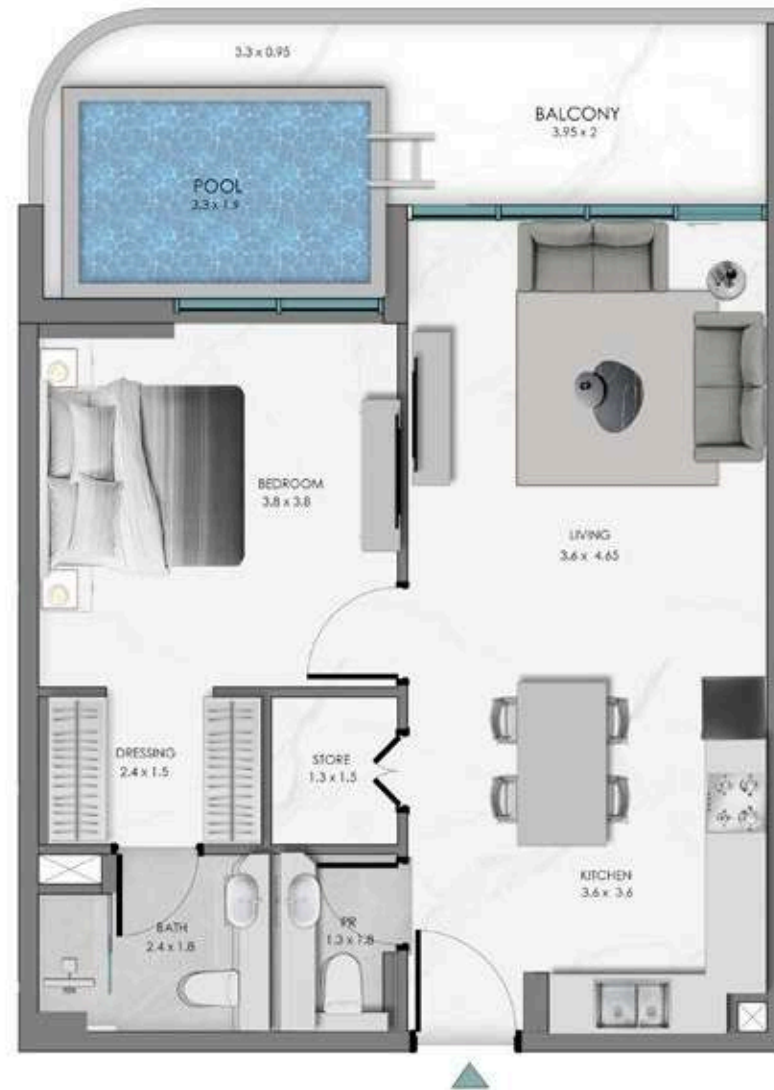 3.3 x 0.95
BALCONY
3.95 x 2
POOL
3.3 x 1.9
BEDROOM
3.8 x 3.8
LIVING
3.6 x 4.65
DRESSING
2.4 x 1.5
STORE
1.3 x 1.5
KITCHEN
3.6 x 3.6
BATH
2.4 x 1.8
PR
1.3 x 1.8